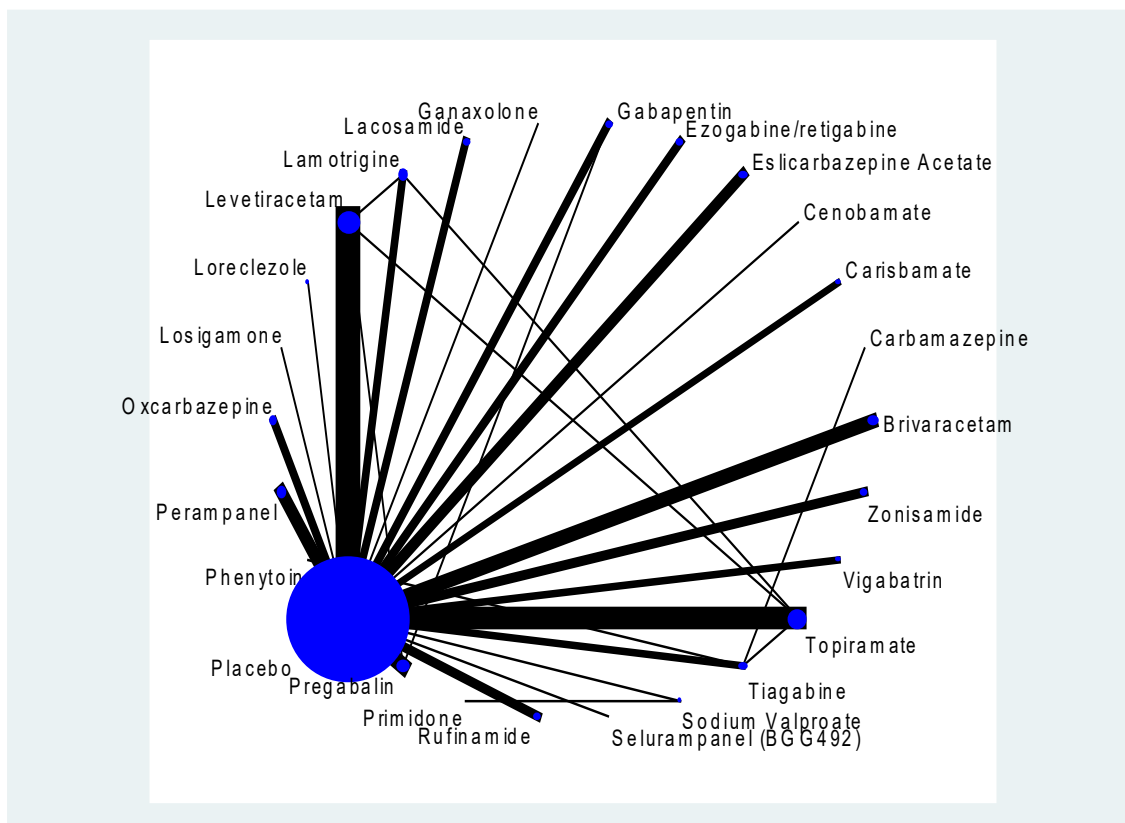 Ganaxolone
Gabapentin
Lacosamide
Ezogabine/retigabine
Lamotrigine
Eslicarbazepine Acetate
Levetiracetam
Cenobamate
Loreclezole
Carisbamate
Losigamone
Carbamazepine
Oxcarbazepine
Brivaracetam
Perampanel
Zonisamide
Phenytoin
Vigabatrin
Topiramate
Placebo
Pregabalin
Tiagabine
Primidone
Sodium Valproate
Rufinamide
Selurampanel (BGG492)